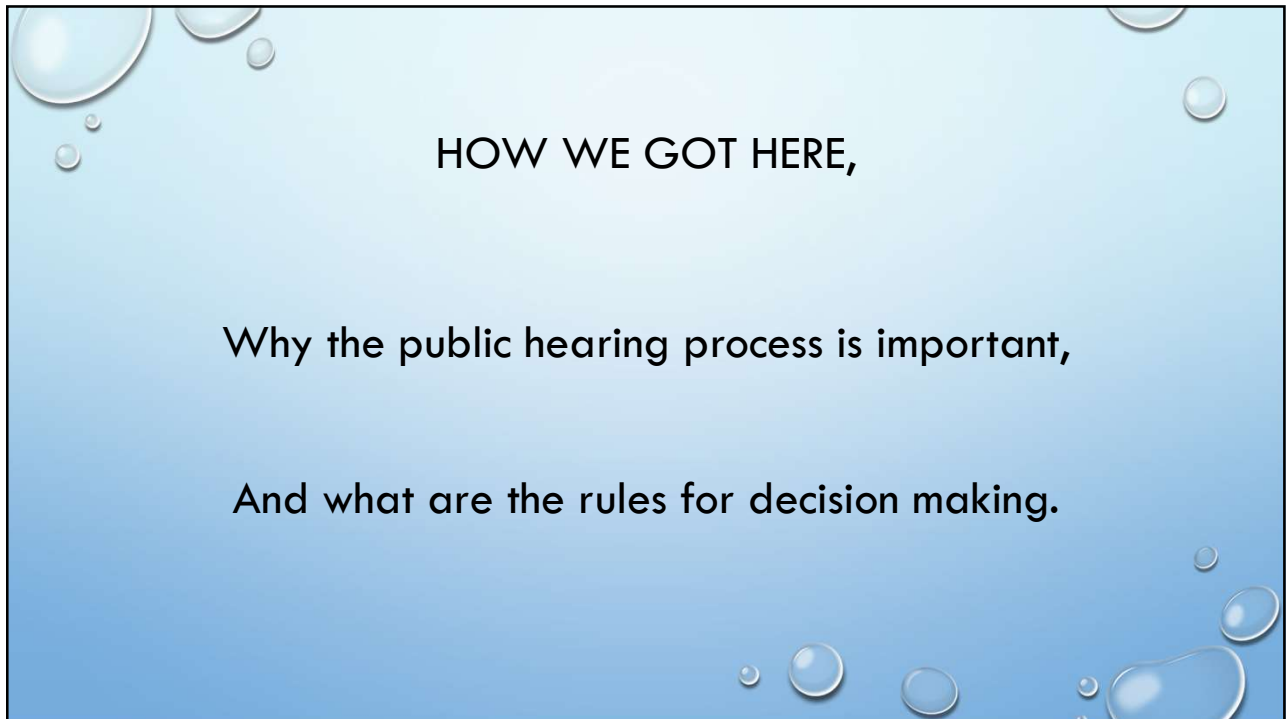 HOW WE GOT HERE,
Why the public hearing process is important,
And what are the rules for decision making.